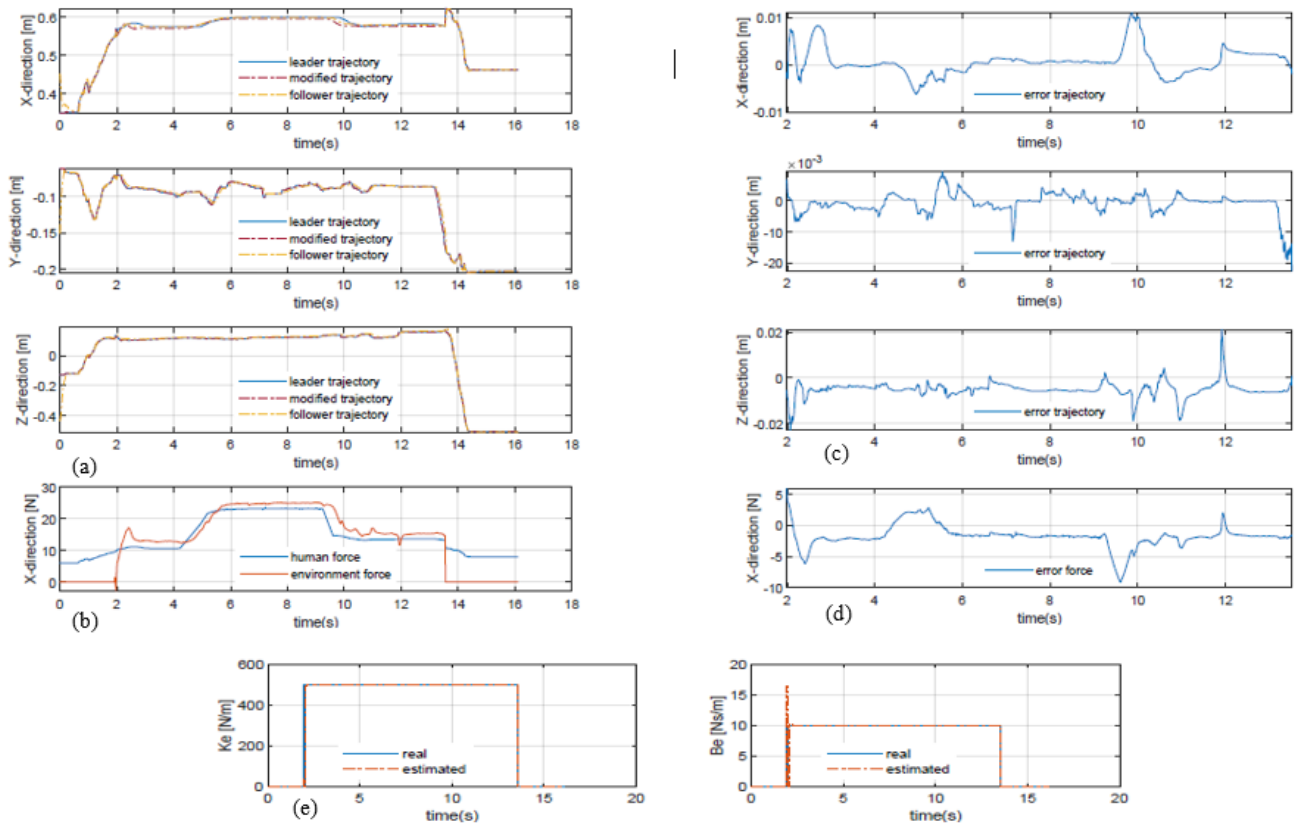 X-direction [m]
0.6
0.5
0.4
leader trajectory
modified trajectory
follower trajectory
0 2 4 6 8 10 12 14 16 18
time(s)
Y-direction [m]
-0.1
-0.15
-0.2
leader trajectory
modified trajectory
follower trajectory
0 2 4 6 8 10 12 14 16 18
time(s)
Z-direction [m]
0
-0.2
-0.4
leader trajectory
modified trajectory
follower trajectory
0 2 4 6 8 10 12 14 16 18
time(s)
(a)
X-direction [N]
30
20
10
0
human force
environment force
0 2 4 6 8 10 12 14 16 18
time(s)
(b)
X-direction [m]
0.01
0
-0.01
error trajectory
2 4 6 8 10 12
time(s)
× 10-3
Y-direction [m]
0
-10
-20
error trajectory
2 4 6 8 10 12
time(s)
Z-direction [m]
0.02
0
-0.02
error trajectory
2 4 6 8 10 12
time(s)
(c)
X-direction [N]
5
0
-5
-10
error force
2 4 6 8 10 12
time(s)
(d)
Ke [N/m]
600
400
200
0
real
estimated
0 5 10 15 20
time(s)
(e)
Be [Ns/m]
20
15
10
5
0
real
estimated
0 5 10 15 20
time(s)